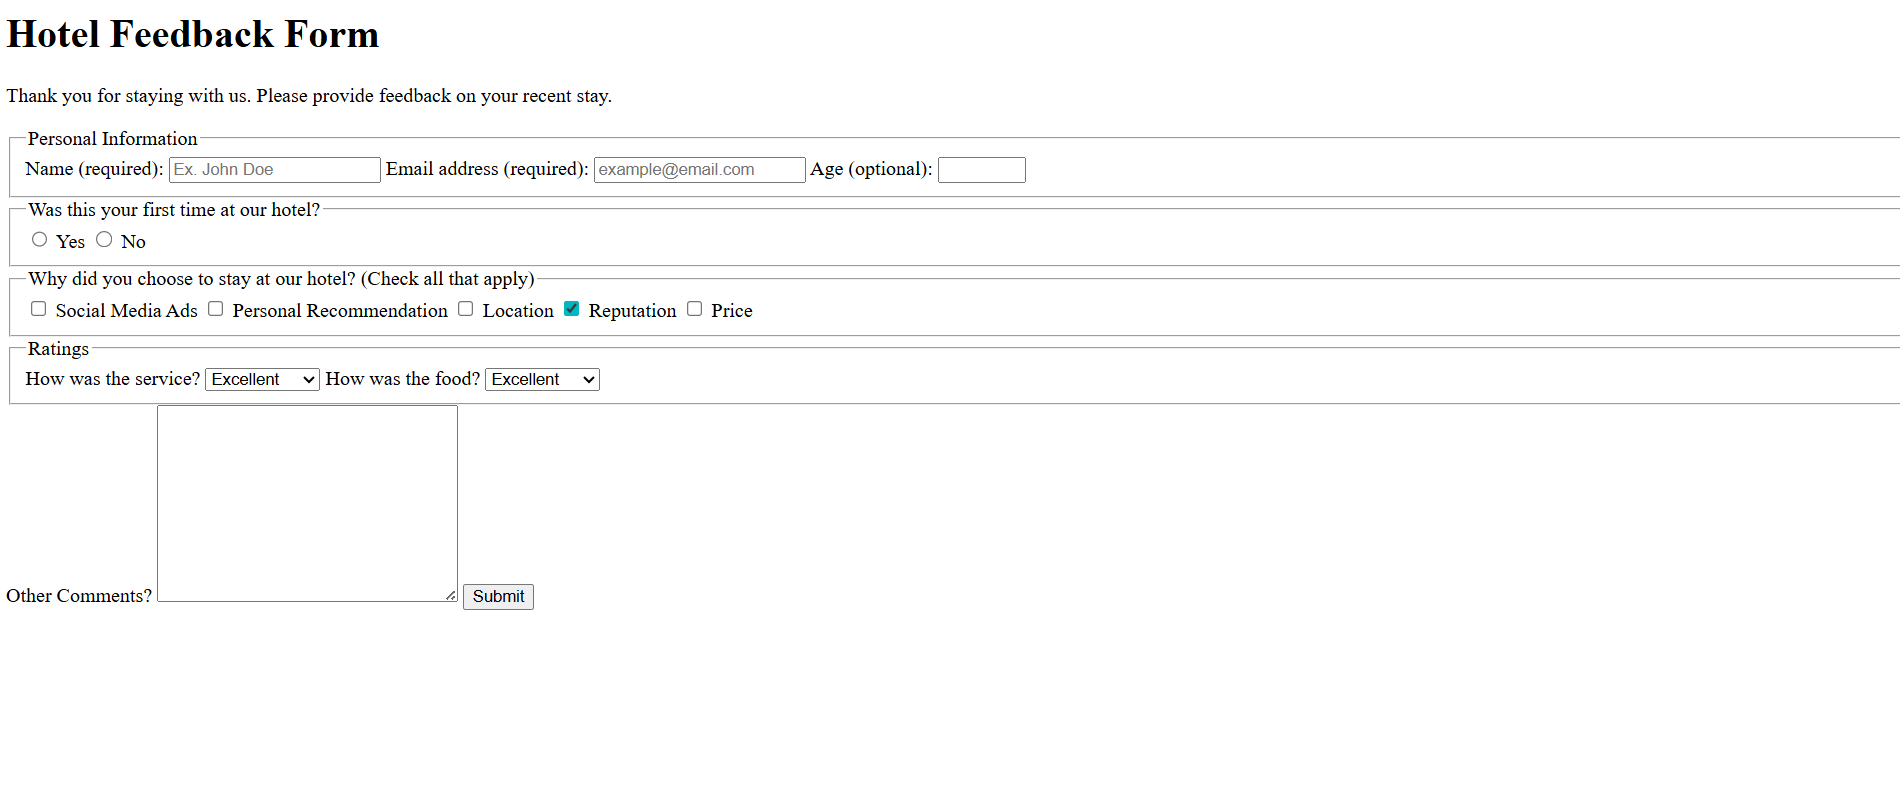 Hotel Feedback Form
Thank you for staying with us. Please provide feedback on your recent stay.
Personal Information
Name (required): Ex. John Doe Email address (required): example@email.com Age (optional):
Was this your first time at our hotel?
Yes No
Why did you choose to stay at our hotel? (Check all that apply)
Social Media Ads Personal Recommendation Location Reputation Price
Ratings
How was the service? Excellent How was the food? Excellent
Other Comments? Submit